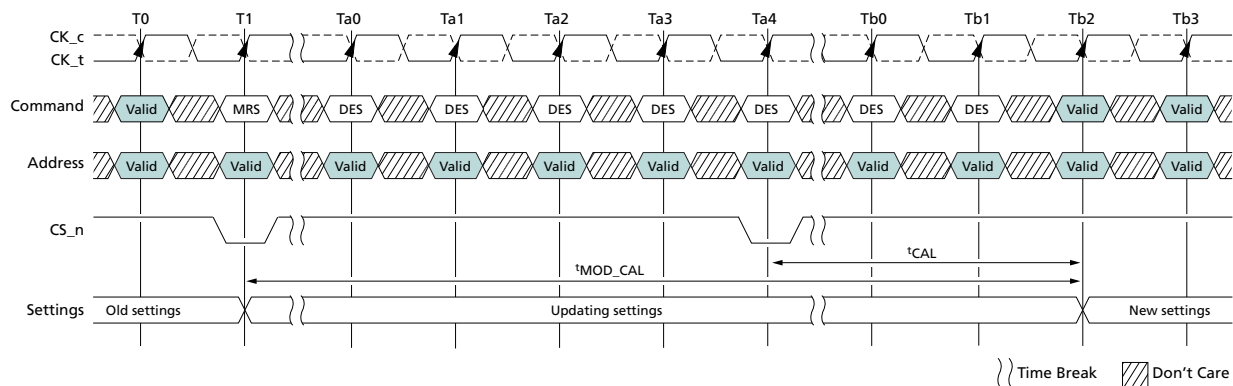 T0 T1 Ta0 Ta1 Ta2 Ta3 Ta4 Tb0 Tb1 Tb2 Tb3
CK_c
CK_t
Command Valid MRS DES DES DES DES DES DES DES Valid Valid
Address Valid Valid Valid Valid Valid Valid Valid Valid Valid Valid Valid
CS_n
tCAL
tMOD_CAL
Settings Old settings Updating settings New settings
Time Break Don't Care